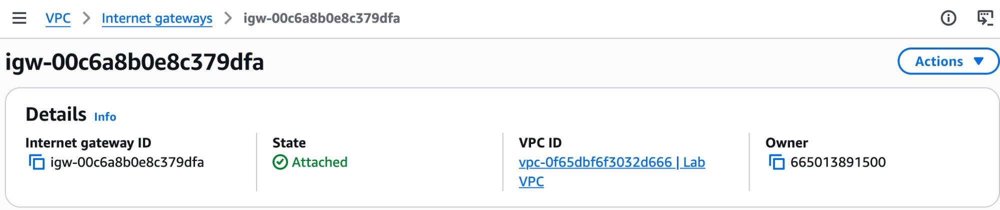 VPC > Internet gateways > igw-00c6a8b0e8c379dfa
igw-00c6a8b0e8c379dfa
Actions
Details Info
Internet gateway ID
igw-00c6a8b0e8c379dfa
State
Attached
VPC ID
vpc-0f65dbf6f3032d666 | Lab
VPC
Owner
665013891500